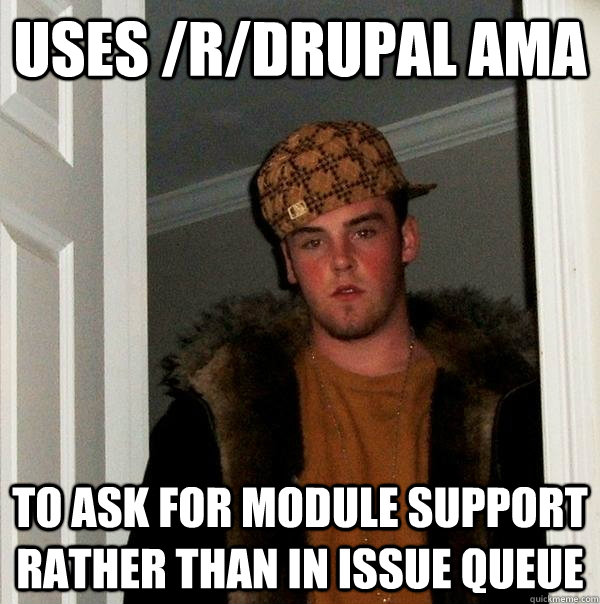 USES /R/DRUPAL AMA
TO ASK FOR MODULE SUPPORT
RATHER THAN IN ISSUE QUEUE
quickmeme.com